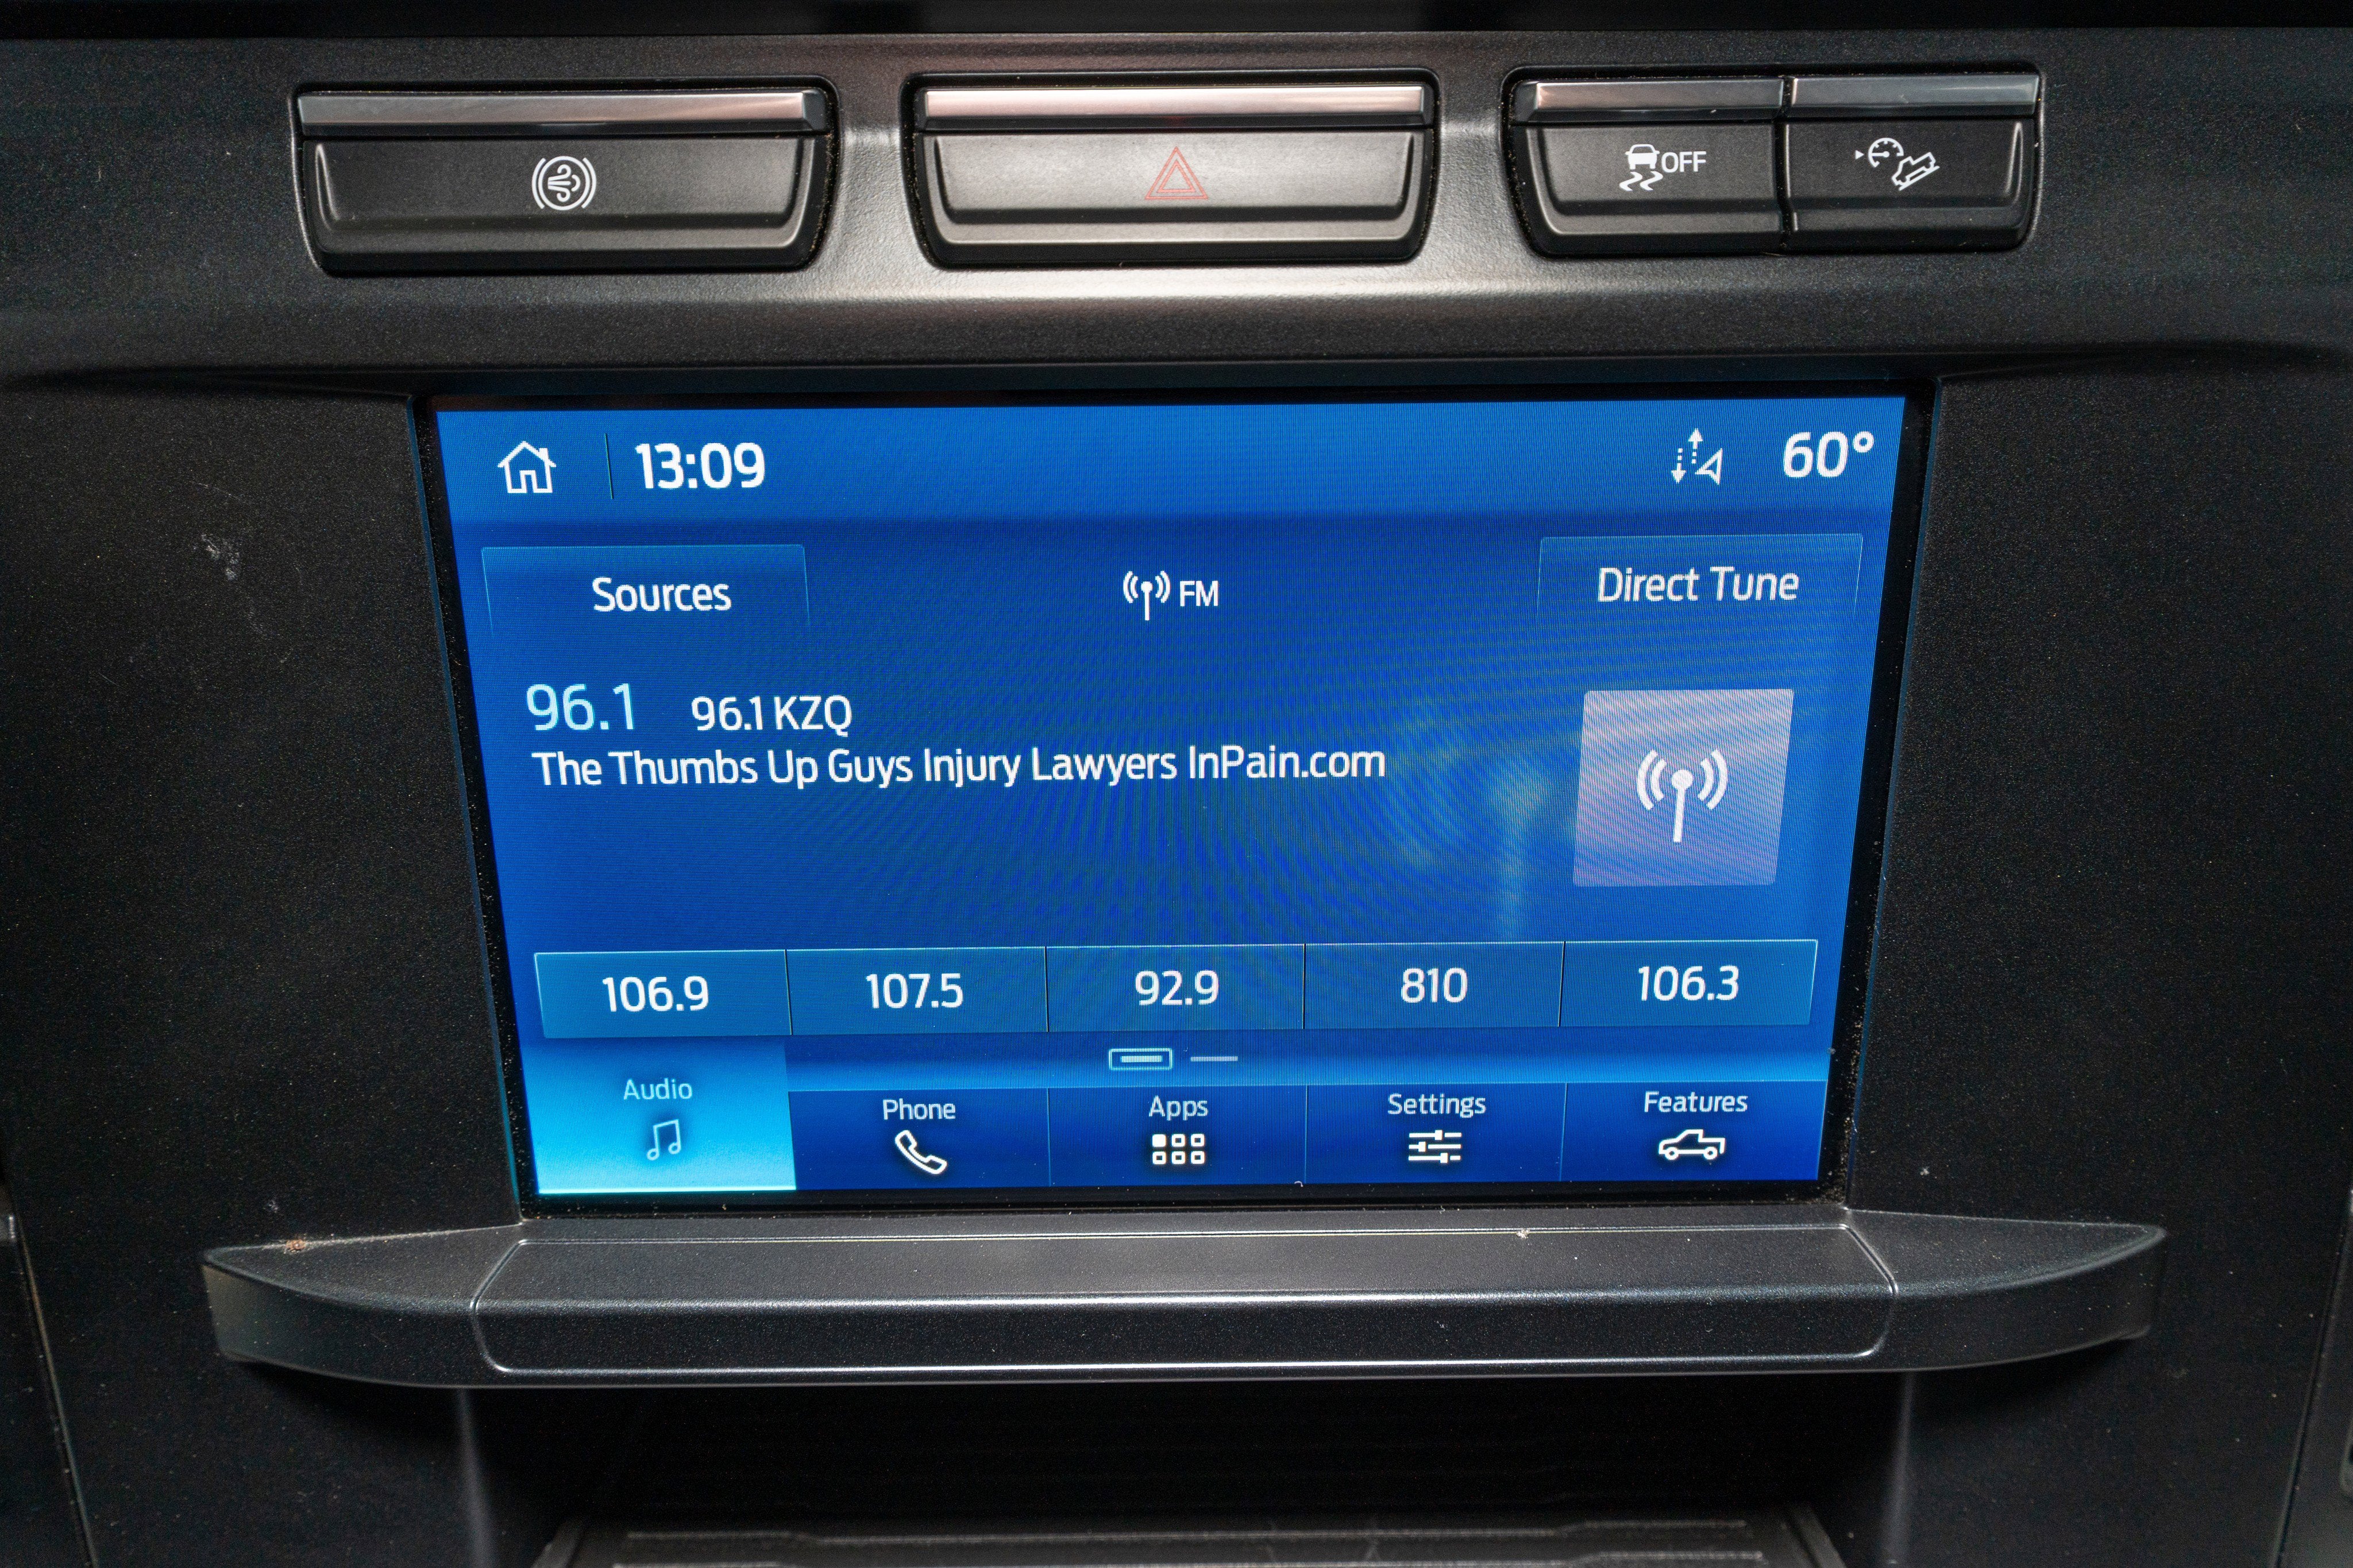 OFF
13:09 60°
Sources FM Direct Tune
96.1 96.1 KZQ
The Thumbs Up Guys Injury Lawyers InPain.com
106.9 107.5 92.9 810 106.3
Audio Phone Apps Settings Features